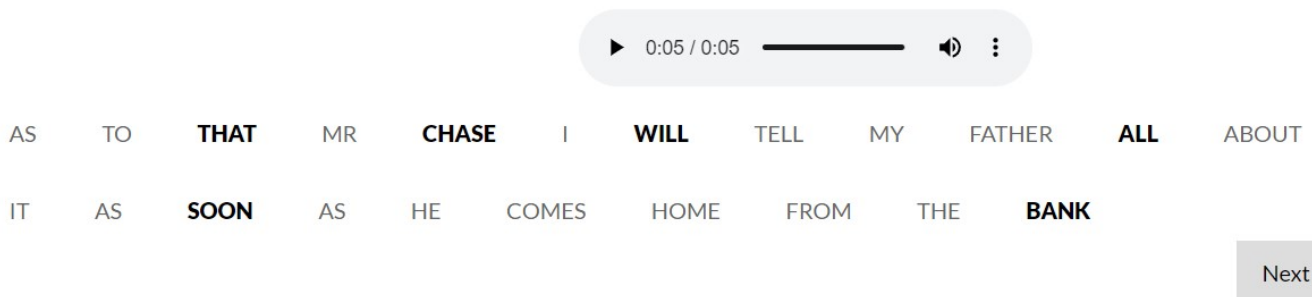 0:05 / 0:05
AS TO THAT MR CHASE I WILL TELL MY FATHER ALL ABOUT
IT AS SOON AS HE COMES HOME FROM THE BANK
Next